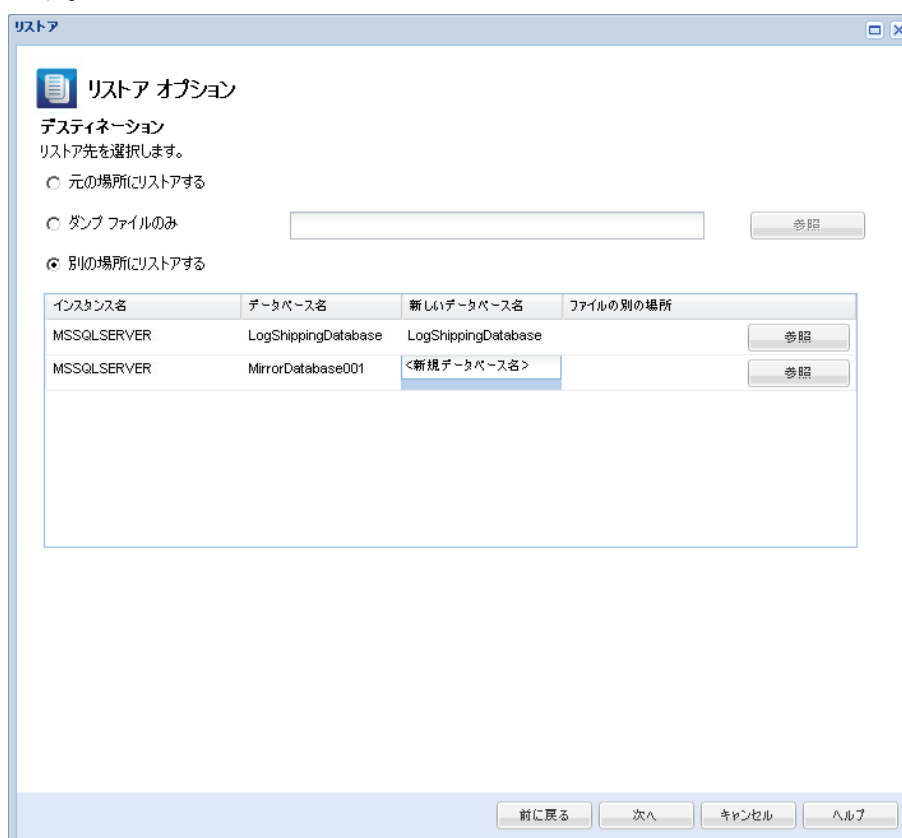 リストア
リストア オプション
デスティネーション
リストア先を選択します。
元の場所にリストアする
ダンプ ファイルのみ 参照
別の場所にリストアする
インスタンス名 データベース名 新しいデータベース名 ファイルの別の場所
MSSQLSERVER LogShippingDatabase LogShippingDatabase 参照
MSSQLSERVER MirrorDatabase001 <新規データベース名> 参照
前に戻る 次へ キャンセル ヘルプ